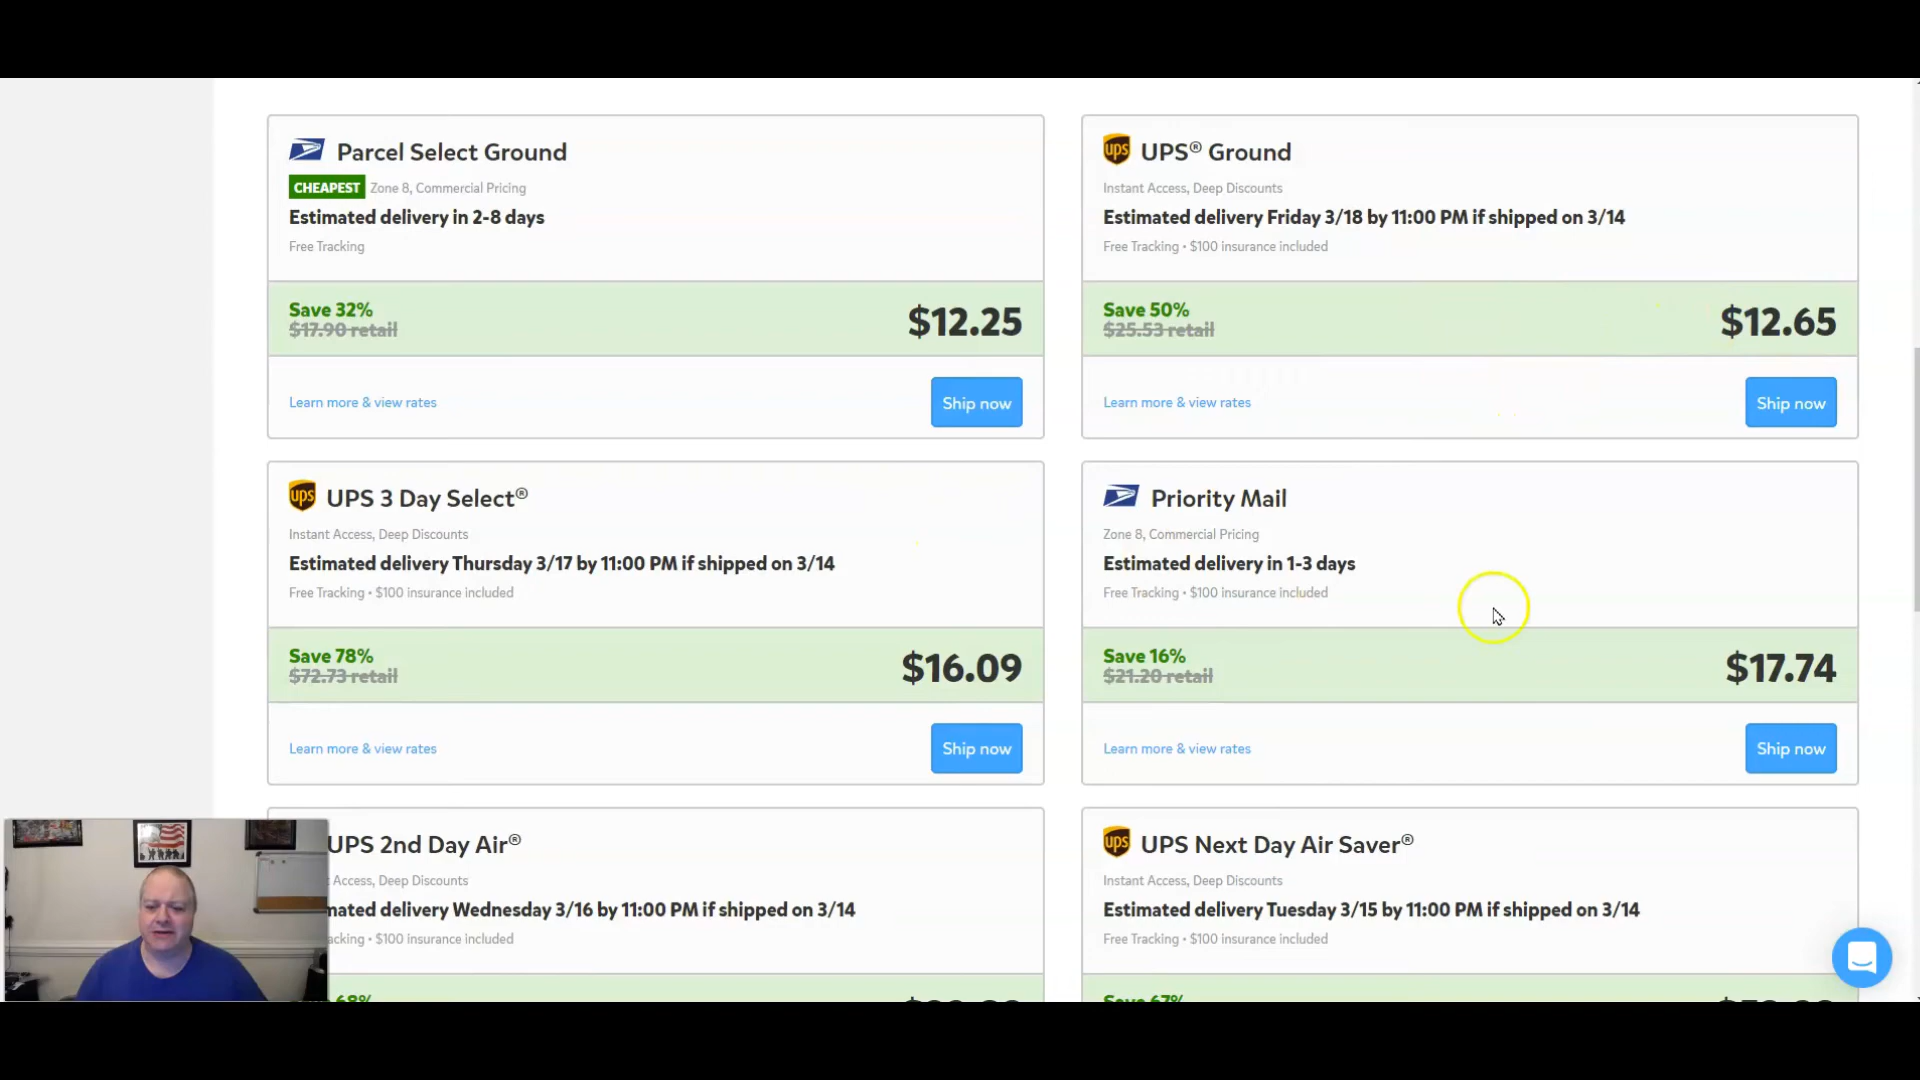 Parcel Select Ground
CHEAPEST Zone 8, Commercial Pricing
Estimated delivery in 2-8 days
Free Tracking
Save 32%
$17.90 retail
$12.25
Learn more & view rates
Ship now
ups UPS® Ground
Instant Access, Deep Discounts
Estimated delivery Friday 3/18 by 11:00 PM if shipped on 3/14
Free Tracking • $100 insurance included
Save 50%
$25.53 retail
$12.65
Learn more & view rates
Ship now
ups UPS 3 Day Select®
Instant Access, Deep Discounts
Estimated delivery Thursday 3/17 by 11:00 PM if shipped on 3/14
Free Tracking • $100 insurance included
Save 78%
$72.73 retail
$16.09
Learn more & view rates
Ship now
Priority Mail
Zone 8, Commercial Pricing
Estimated delivery in 1-3 days
Free Tracking • $100 insurance included
Save 16%
$21.20 retail
$17.74
Learn more & view rates
Ship now
UPS 2nd Day Air®
Access, Deep Discounts
delivery Wednesday 3/16 by 11:00 PM if shipped on 3/14
• $100 insurance included
68%
ups UPS Next Day Air Saver®
Instant Access, Deep Discounts
Estimated delivery Tuesday 3/15 by 11:00 PM if shipped on 3/14
Free Tracking • $100 insurance included
Save 67%